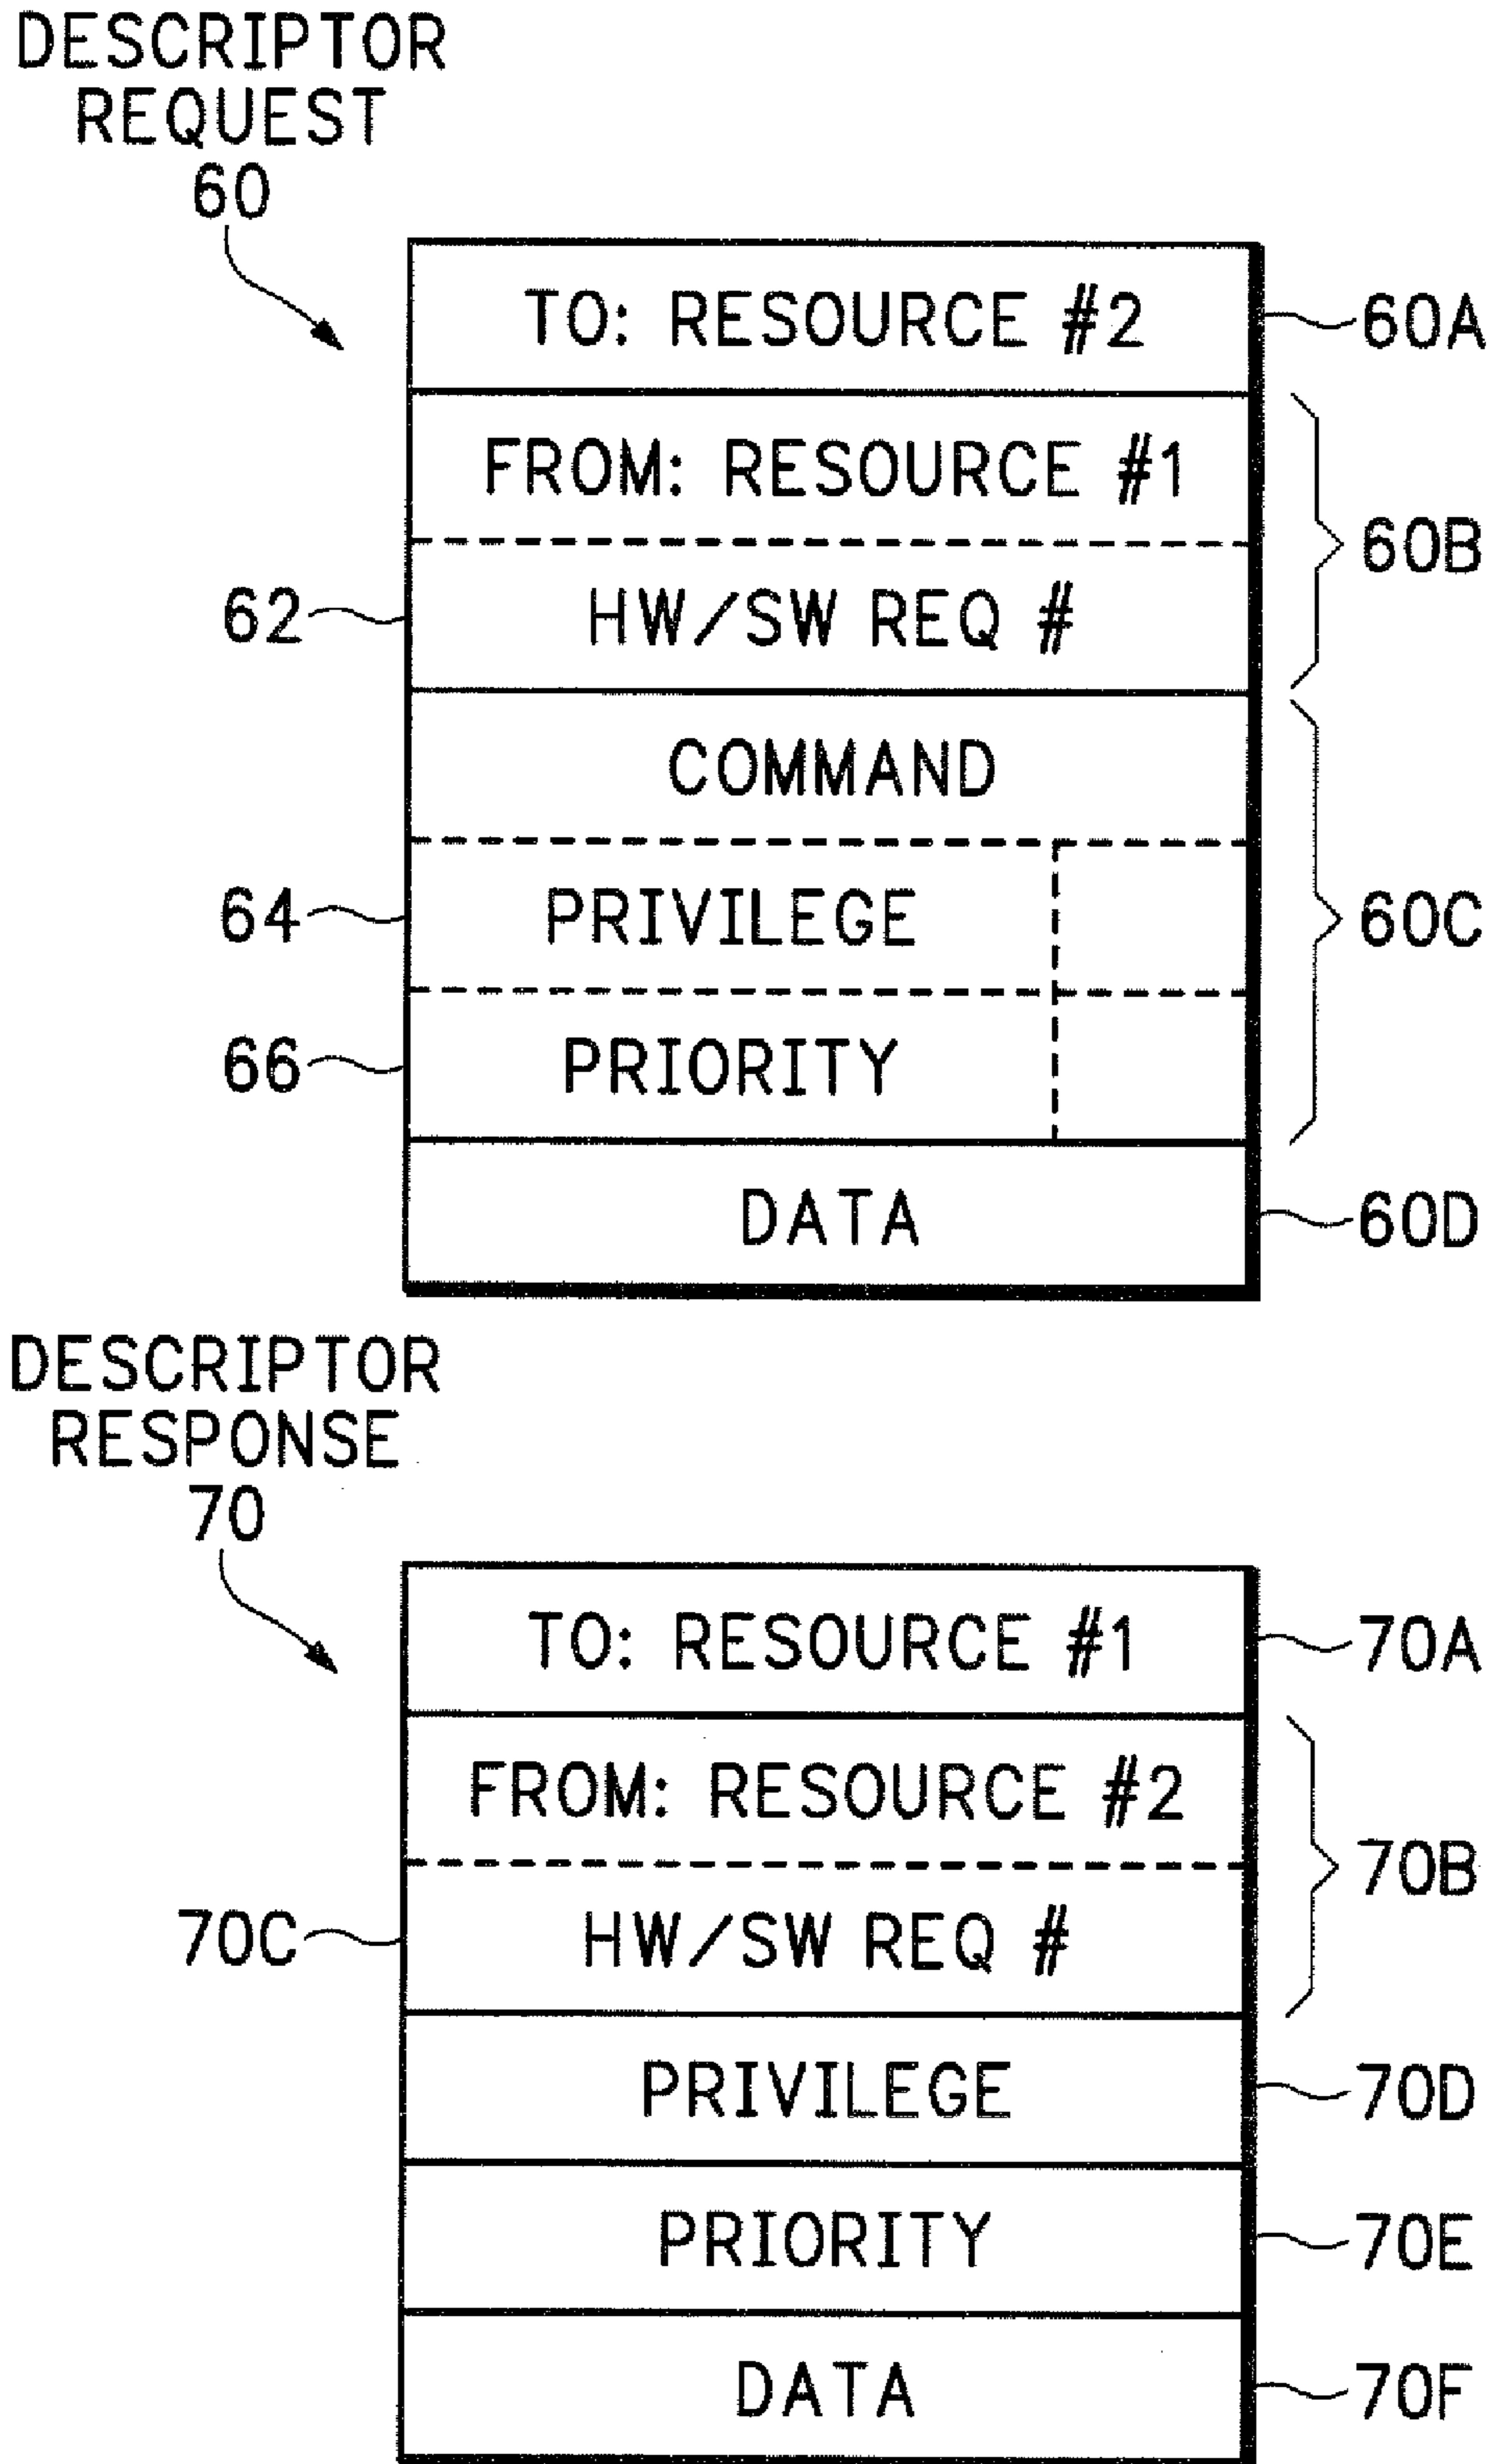 DESCRIPTOR
REQUEST
60
TO: RESOURCE #2
60A
FROM: RESOURCE #1
60B
62
HW/SW REQ #
COMMAND
64
PRIVILEGE
60C
66
PRIORITY
DATA
60D
DESCRIPTOR
RESPONSE
70
TO: RESOURCE #1
70A
FROM: RESOURCE #2
70B
70C
HW/SW REQ #
PRIVILEGE
70D
PRIORITY
70E
DATA
70F